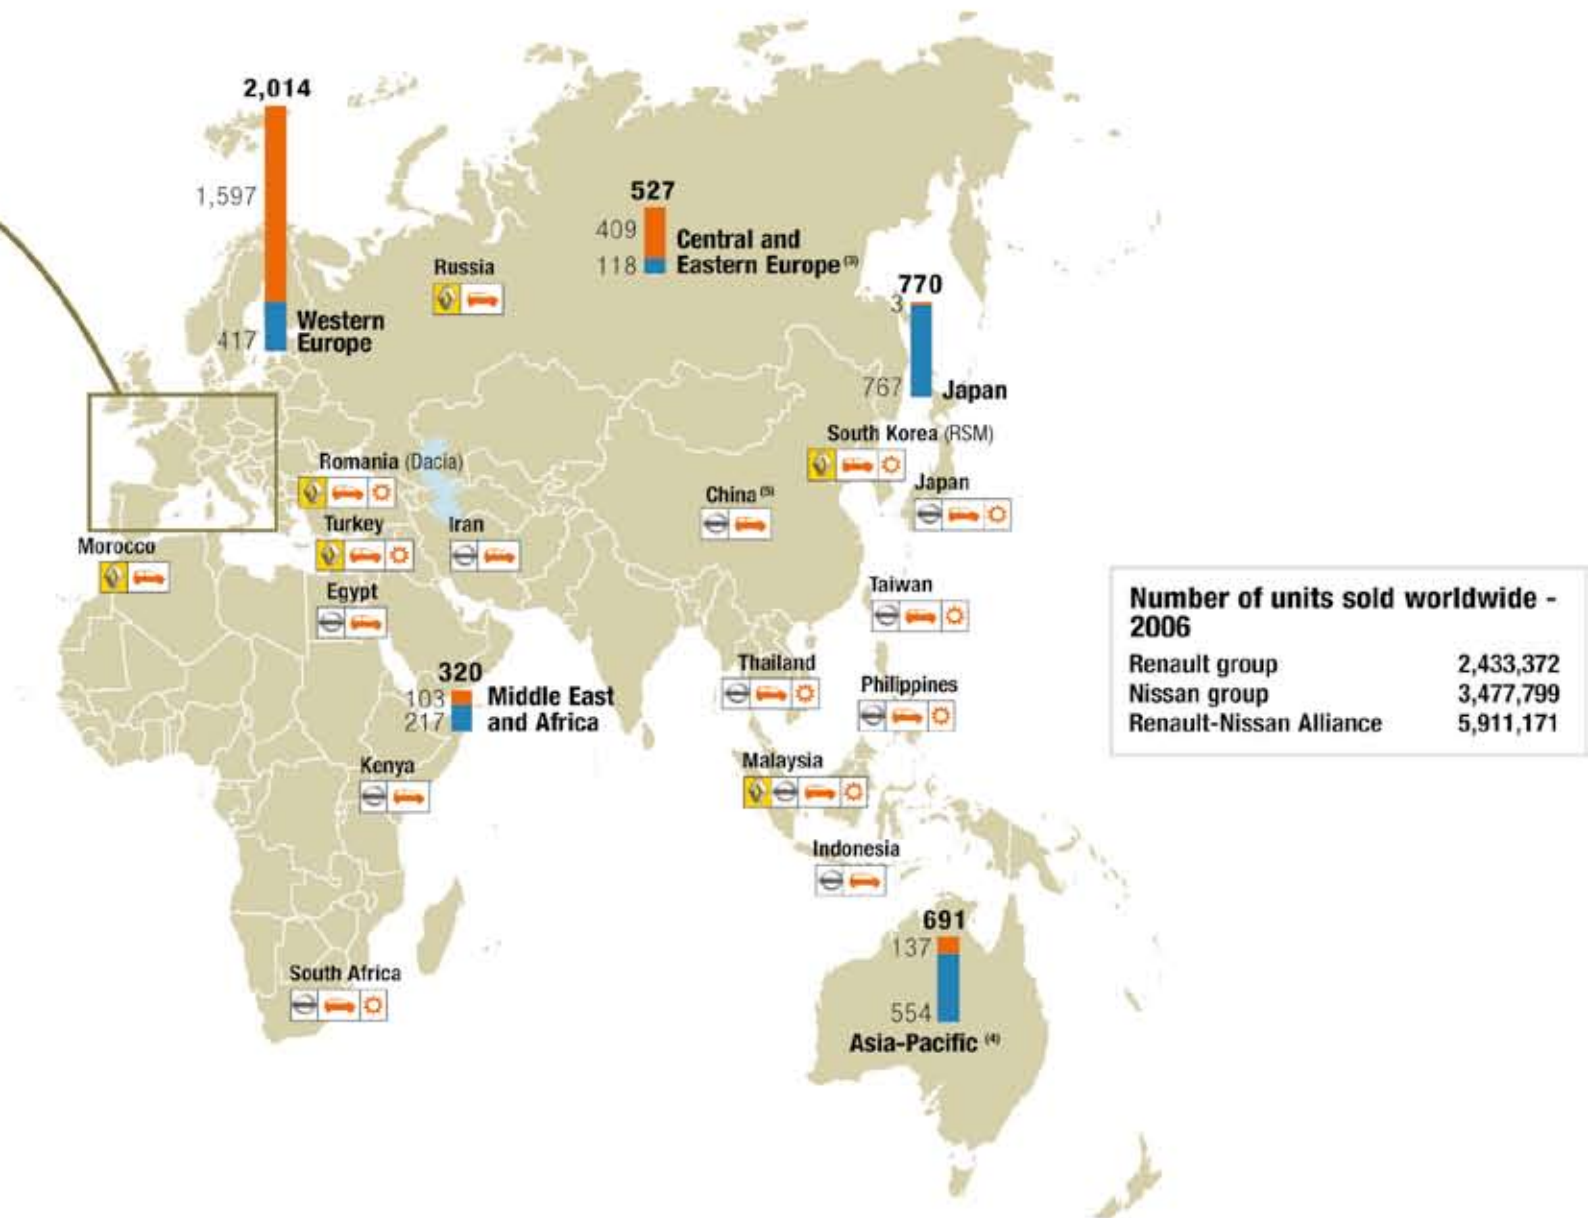 2,014
1,597
417
Western
Europe
527
409
118
Central and
Eastern Europe (3)
Russia
770
3
767
Japan
South Korea (RSM)
Romania (Dacia)
China (5)
Japan
Turkey
Iran
Morocco
Egypt
Taiwan
Number of units sold worldwide -
2006
Renault group 2,433,372
Nissan group 3,477,799
Renault-Nissan Alliance 5,911,171
320
103
217
Middle East
and Africa
Thailand
Philippines
Kenya
Malaysia
Indonesia
691
137
554
Asia-Pacific (4)
South Africa